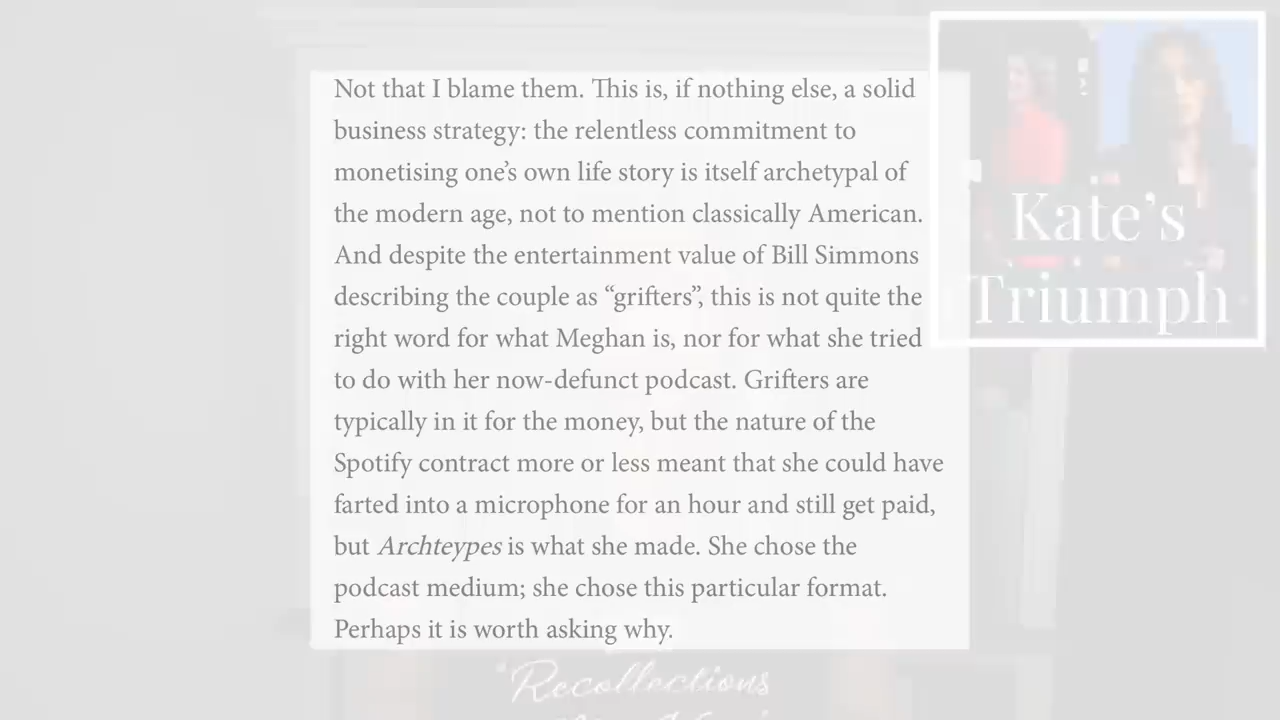 Not that I blame them. This is, if nothing else, a solid
business strategy: the relentless commitment to
monetising one’s own life story is itself archetypal of
the modern age, not to mention classically American.
And despite the entertainment value of Bill Simmons
describing the couple as “grifters”, this is not quite the
right word for what Meghan is, nor for what she tried
to do with her now-defunct podcast. Grifters are
typically in it for the money, but the nature of the
Spotify contract more or less meant that she could have
farted into a microphone for an hour and still get paid,
but Archteypes is what she made. She chose the
podcast medium; she chose this particular format.
Perhaps it is worth asking why.
Kate’s
Triumph
“Recollections